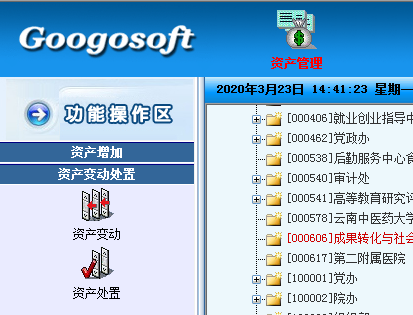 Googosoft
资产管理
2020年3月23日 14:41:23 星期一
功能操作区
资产增加
资产变动处置
资产变动
资产处置
[000406]就业创业指导中
[000462]党政办
[000538]后勤服务中心食
[000540]审计处
[000541]高等教育研究评
[000578]云南中医药大学
[000606]成果转化与社会
[000617]第二附属医院
[100001]党办
[100002]院办